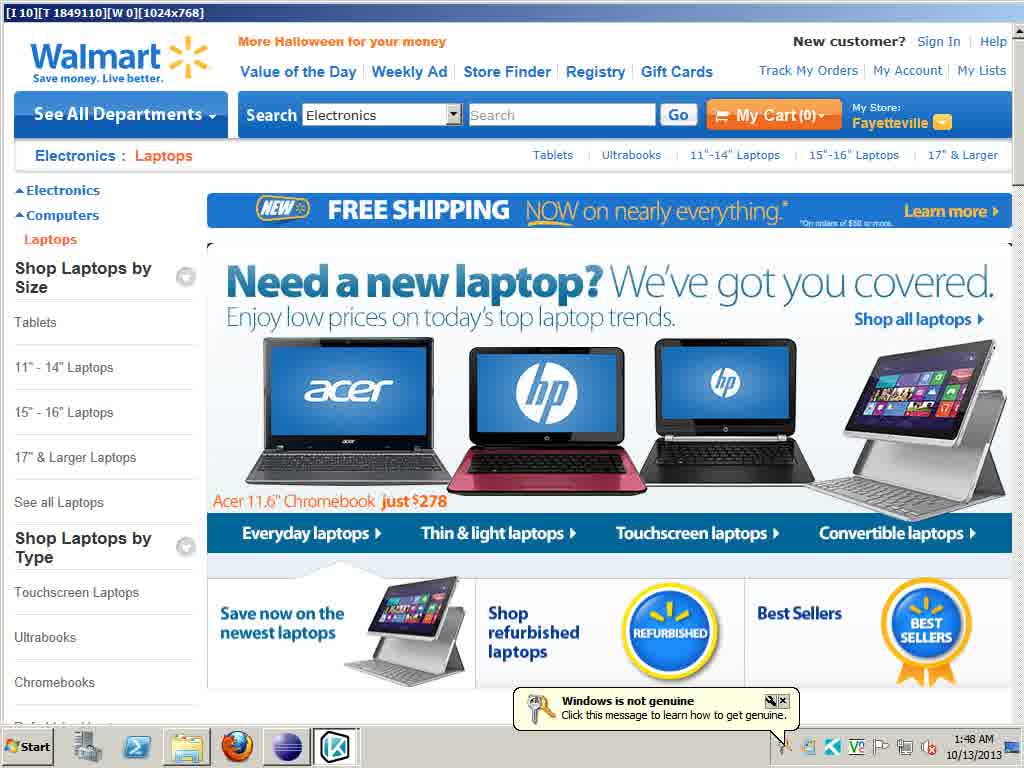 [I 10][T 1849110][W 0][1024x768]
Walmart
Save money. Live better.
More Halloween for your money
New customer? Sign In Help
Value of the Day Weekly Ad Store Finder Registry Gift Cards
Track My Orders My Account My Lists
See All Departments
Search Electronics Search Go
My Cart (0)
My Store:
Fayetteville
Electronics : Laptops
Tablets Ultrabooks 11"-14" Laptops 15"-16" Laptops 17" & Larger
Electronics
Computers
Laptops
Shop Laptops by
Size
Tablets
11" - 14" Laptops
15" - 16" Laptops
17" & Larger Laptops
See all Laptops
Shop Laptops by
Type
Touchscreen Laptops
Ultrabooks
Chromebooks
NEW FREE SHIPPING NOW on nearly everything.*
*On orders of $50 or more.
Learn more
Need a new laptop? We've got you covered.
Enjoy low prices on today's top laptop trends.
Shop all laptops
acer
acer
hp
hp
Acer 11.6" Chromebook just $278
Everyday laptops Thin & light laptops Touchscreen laptops Convertible laptops
Save now on the
newest laptops
Shop
refurbished
laptops
REFURBISHED
Best Sellers
BEST
SELLERS
Windows is not genuine
Click this message to learn how to get genuine.
Start
1:48 AM
10/13/2013